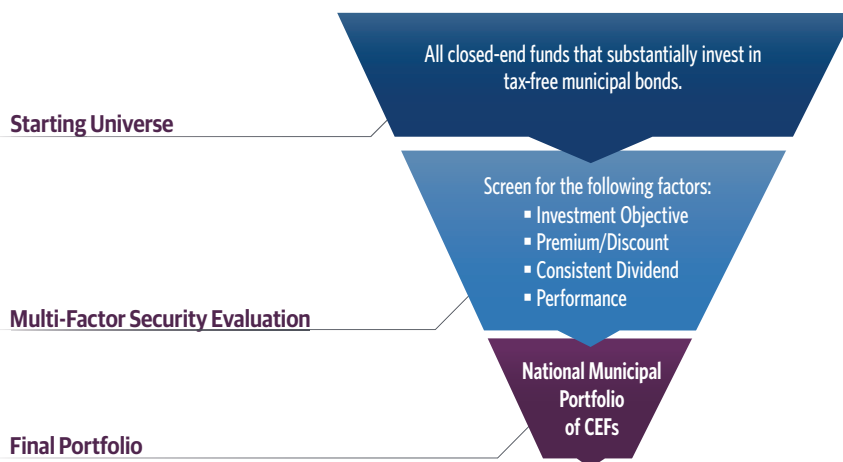 All closed-end funds that substantially invest in
tax-free municipal bonds.
Starting Universe
Screen for the following factors:
▪ Investment Objective
▪ Premium/Discount
▪ Consistent Dividend
▪ Performance
Multi-Factor Security Evaluation
National Municipal
Portfolio
of CEFs
Final Portfolio